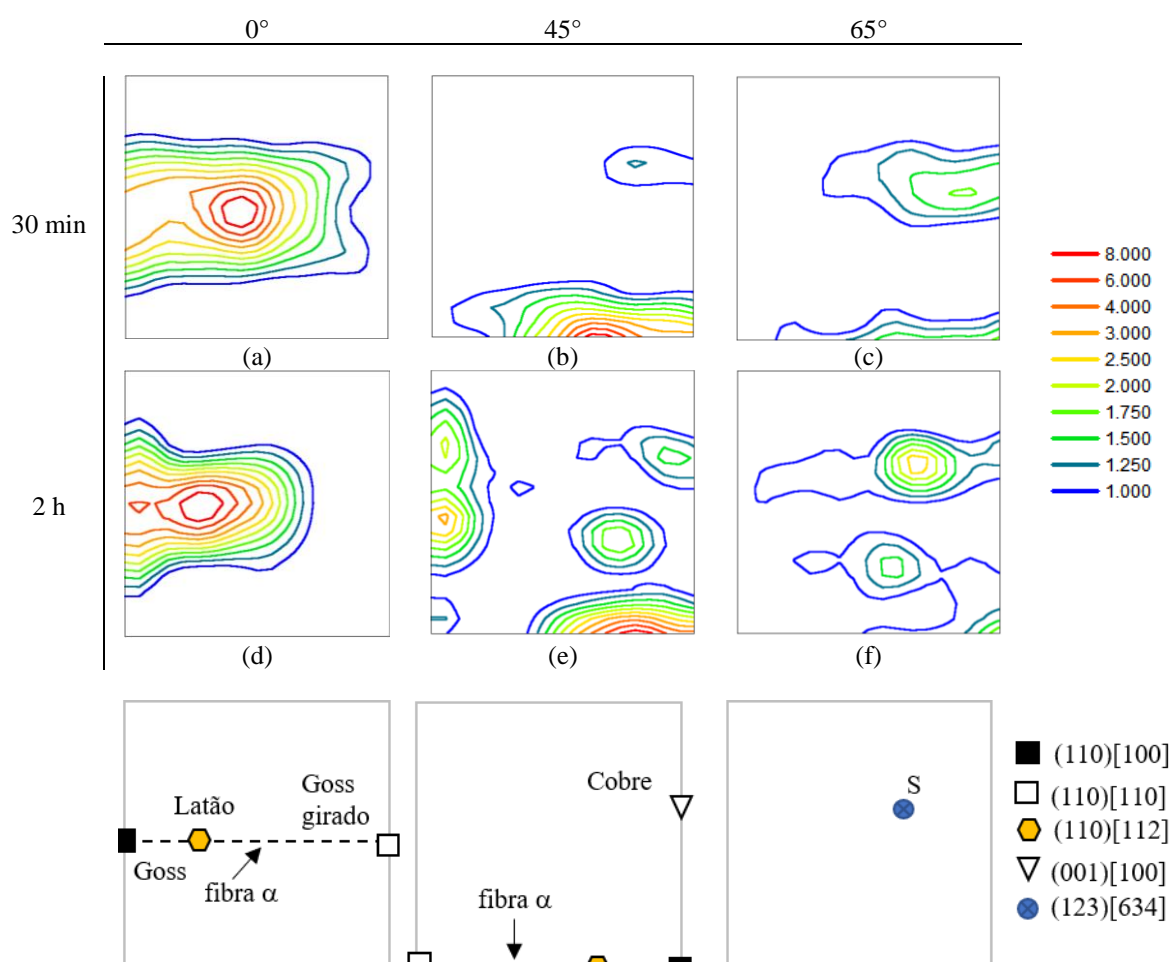 0° 45° 65°
30 min
(a) (b) (c)
8.000
6.000
4.000
3.000
2.500
2.000
1.750
1.500
1.250
1.000
2 h
(d) (e) (f)
Latão
Goss
girado
Goss
fibra α
Cobre
fibra α
S
(110)[100]
(110)[110]
(110)[112]
(001)[100]
(123)[634]